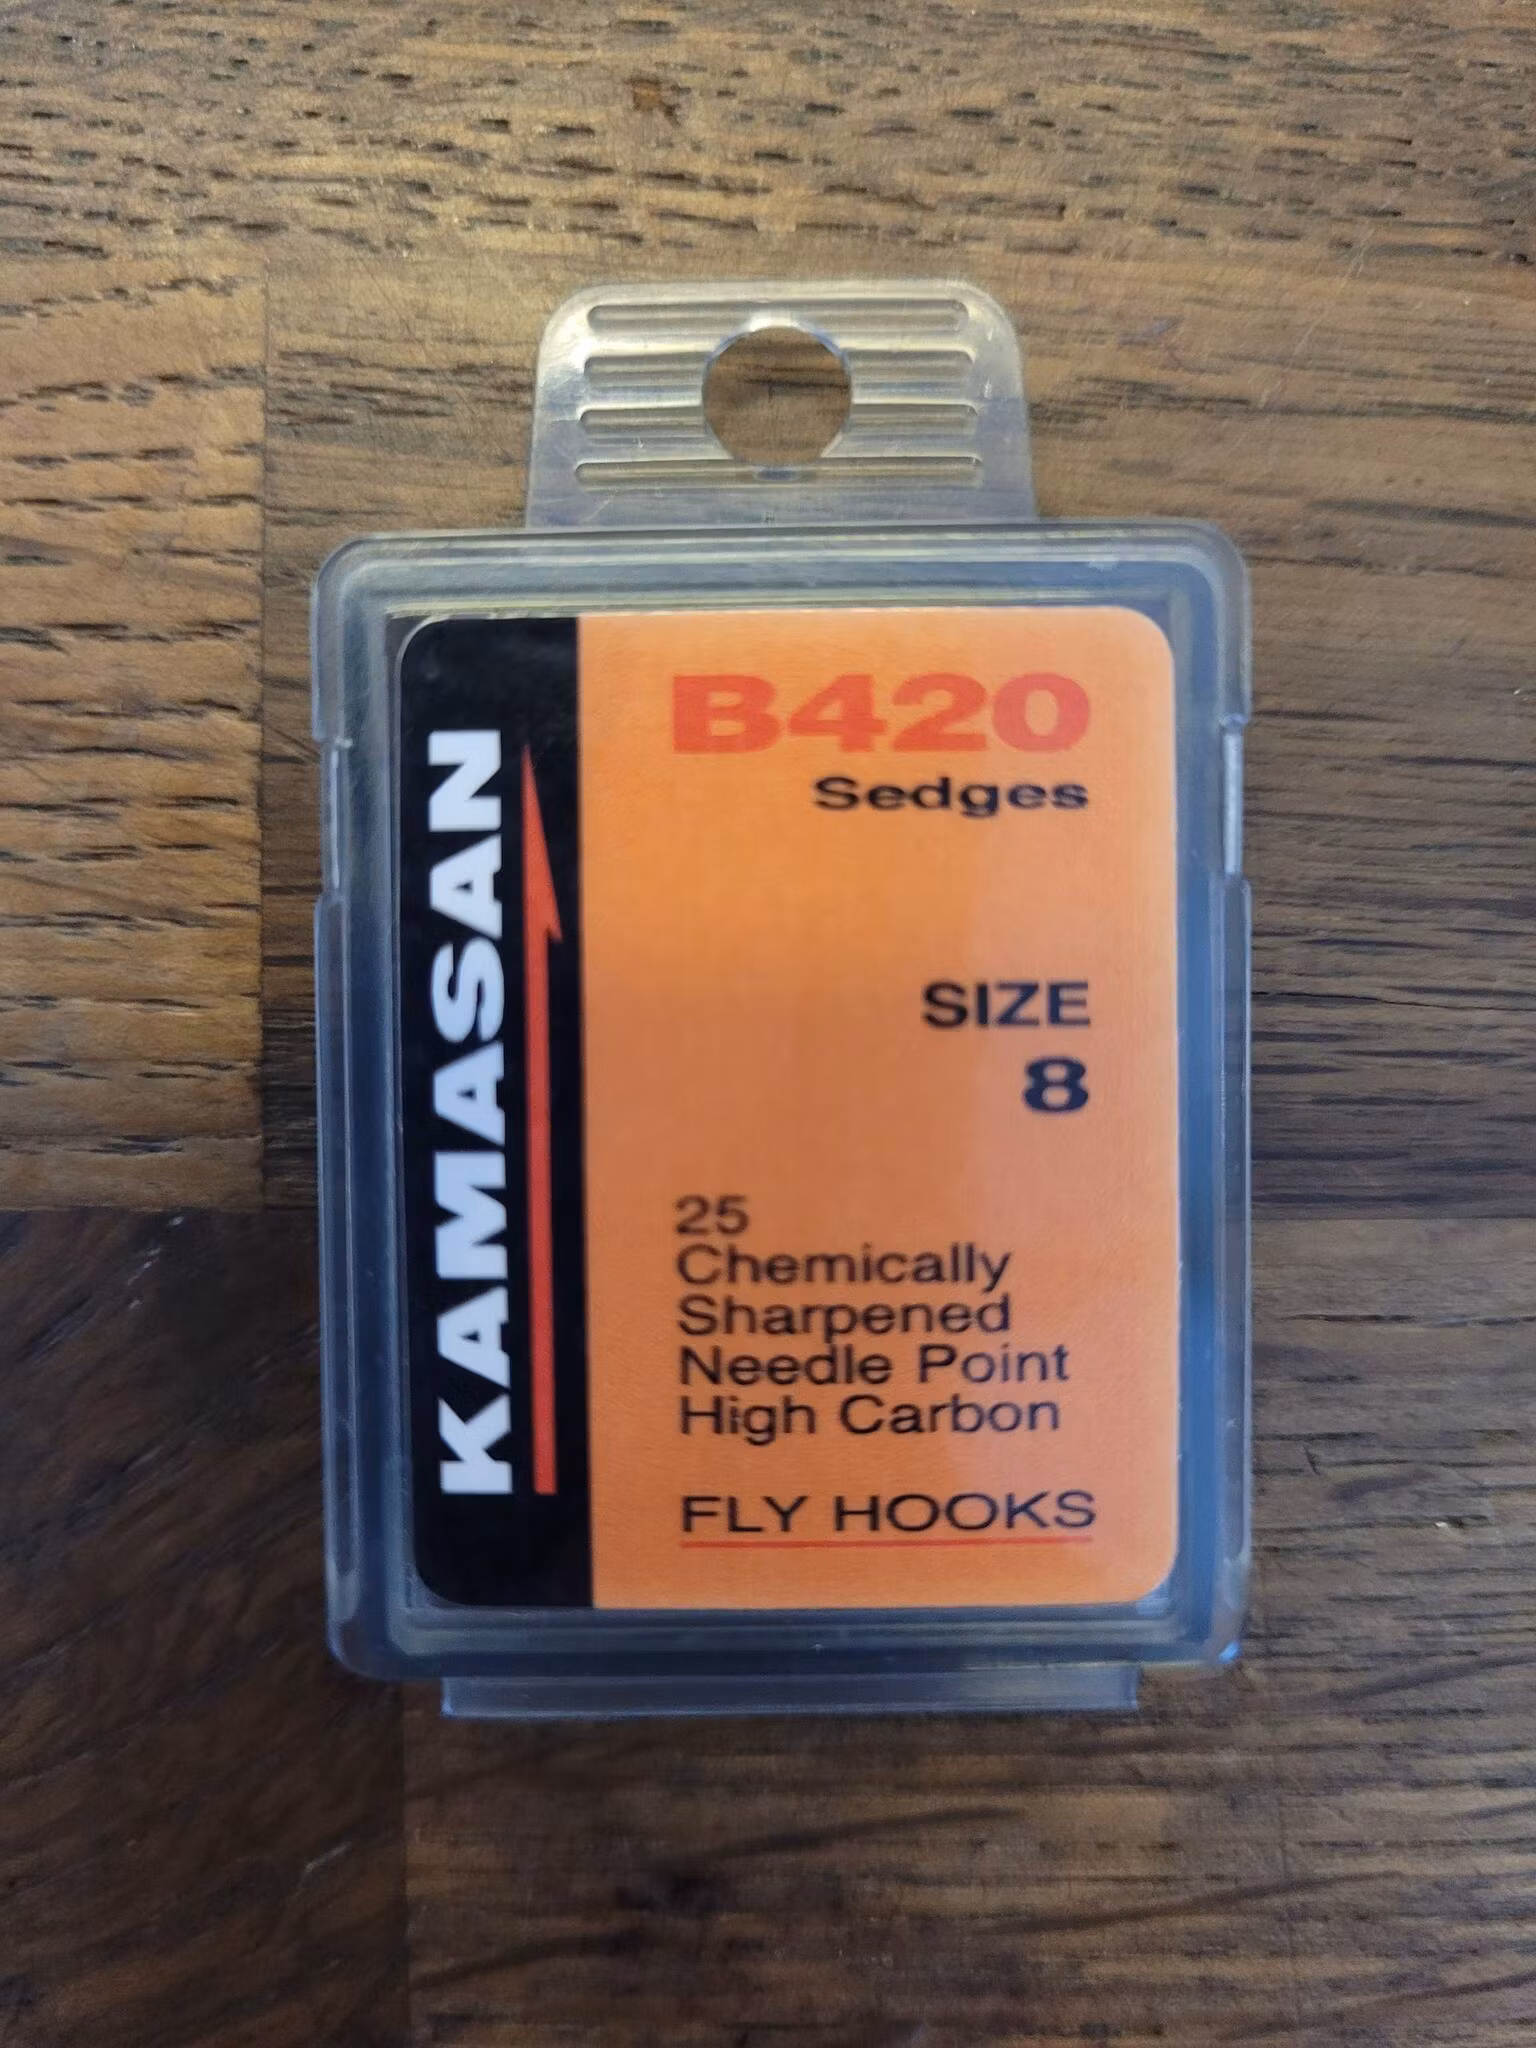 KAMASAN
B420
Sedges
SIZE
8
25
Chemically
Sharpened
Needle Point
High Carbon
FLY HOOKS